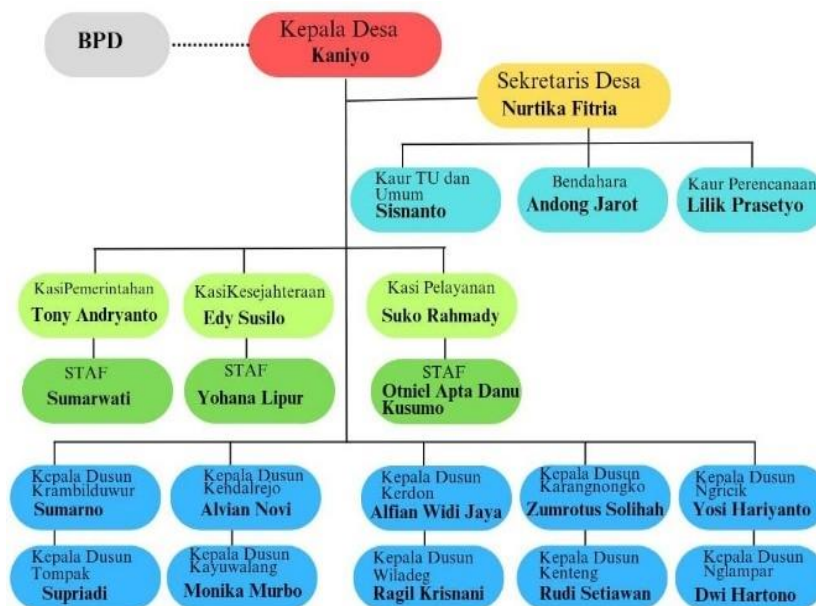 BPD
Kepala Desa
Kaniyo
Sekretaris Desa
Nurtika Fitria
Kaur TU dan
Umum
Sisnanto
Bendahara
Andong Jarot
Kaur Perencanaan
Lilik Prasetyo
KasiPemerintahan
Tony Andryanto
KasiKesejahteraan
Edy Susilo
Kasi Pelayanan
Suko Rahmady
STAF
Sumarwati
STAF
Yohana Lipur
STAF
Otniel Apta Danu
Kusumo
Kepala Dusun
Krambilduwur
Sumarno
Kepala Dusun
Kendalrejo
Alvian Novi
Kepala Dusun
Kerdon
Alfian Widi Jaya
Kepala Dusun
Karangnongko
Zumrotus Solihah
Kepala Dusun
Ngricik
Yosi Hariyanto
Kepala Dusun
Tompak
Supriadi
Kepala Dusun
Kayuwalang
Monika Murbo
Kepala Dusun
Wiladeg
Ragil Krisnani
Kepala Dusun
Kenteng
Rudi Setiawan
Kepala Dusun
Nglampar
Dwi Hartono